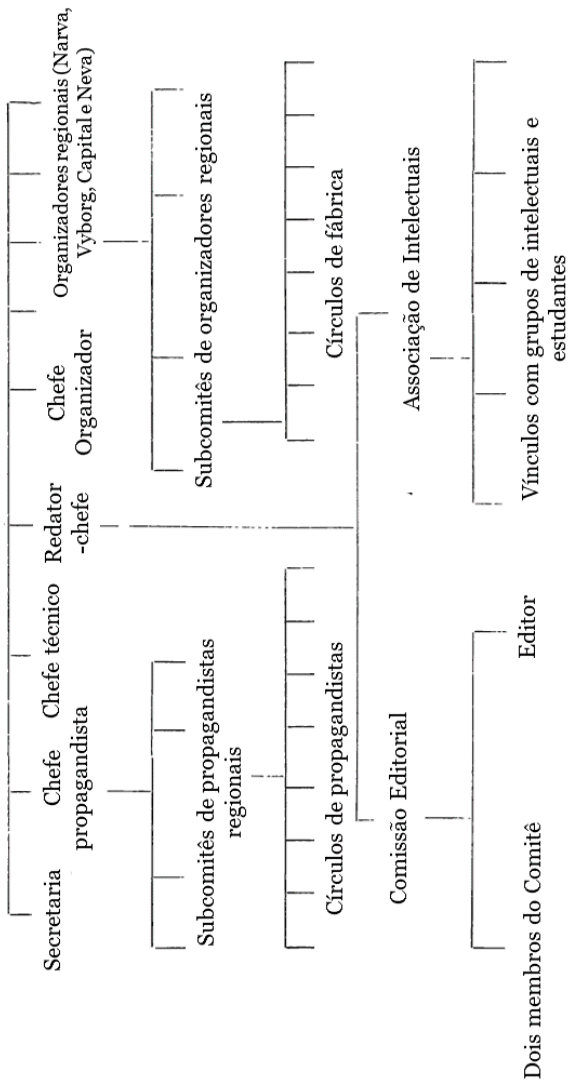 Secretaria
Chefe
propagandista
Chefe técnico
Redator
-chefe
Chefe
Organizador
Organizadores regionais (Narva,
Vyborg, Capital e Neva)
Subcomitês de propagandistas
regionais
Subcomitês de organizadores regionais
Círculos de propagandistas
Círculos de fábrica
Comissão Editorial
Associação de Intelectuais
Dois membros do Comitê
Editor
Vínculos com grupos de intelectuais e
estudantes